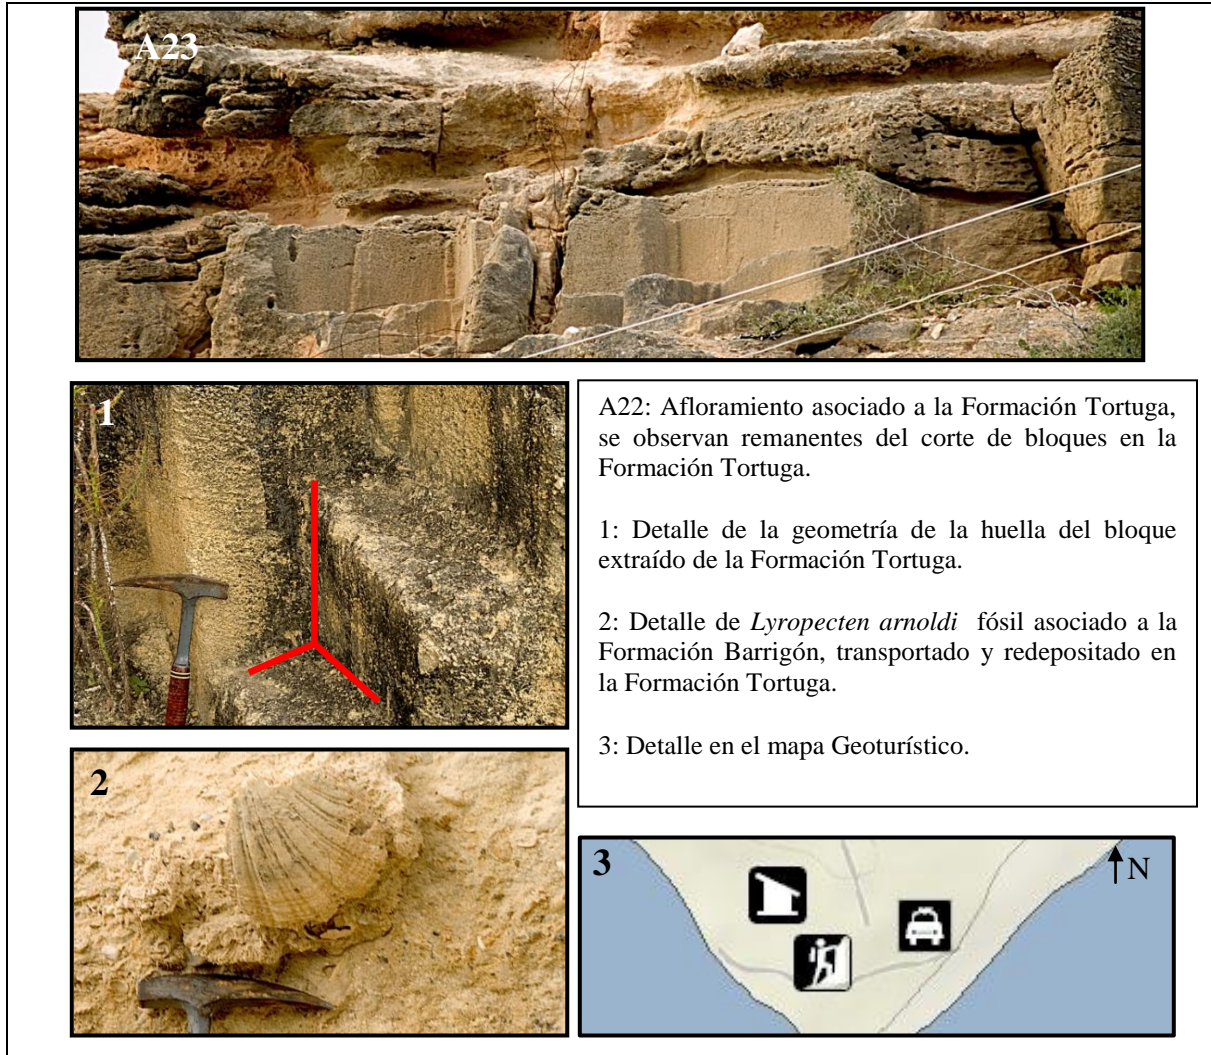 A23
1
A22: Afloramiento asociado a la Formación Tortuga,
se observan remanentes del corte de bloques en la
Formación Tortuga.
1: Detalle de la geometría de la huella del bloque
extraído de la Formación Tortuga.
2: Detalle de Lyropecten arnoldi fósil asociado a la
Formación Barrigón, transportado y redepositado en
la Formación Tortuga.
3: Detalle en el mapa Geoturístico.
2
3
N